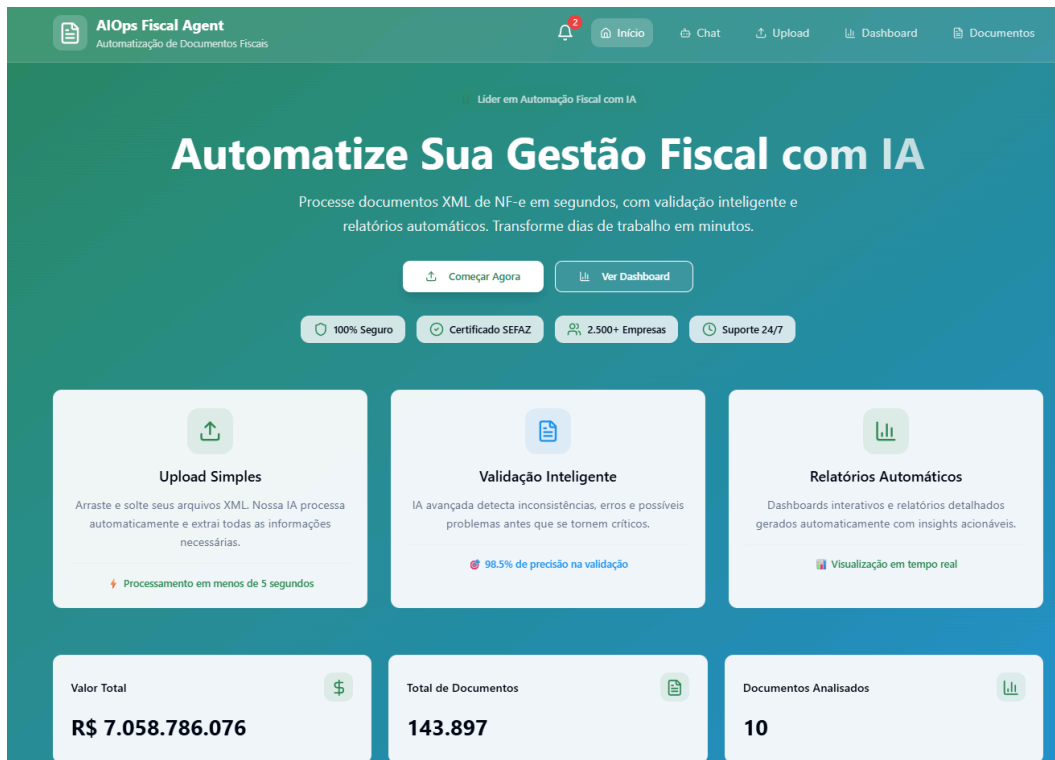 AIOps Fiscal Agent
Automatização de Documentos Fiscais
2
Início
Chat
Upload
Dashboard
Documentos
Líder em Automação Fiscal com IA
Automatize Sua Gestão Fiscal com IA
Processe documentos XML de NF-e em segundos, com validação inteligente e
relatórios automáticos. Transforme dias de trabalho em minutos.
Começar Agora
Ver Dashboard
100% Seguro
Certificado SEFAZ
2.500+ Empresas
Suporte 24/7
Upload Simples
Arraste e solte seus arquivos XML. Nossa IA processa
automaticamente e extrai todas as informações
necessárias.
Processamento em menos de 5 segundos
Validação Inteligente
IA avançada detecta inconsistências, erros e possíveis
problemas antes que se tornem críticos.
98.5% de precisão na validação
Relatórios Automáticos
Dashboards interativos e relatórios detalhados
gerados automaticamente com insights acionáveis.
Visualização em tempo real
Valor Total
R$ 7.058.786.076
Total de Documentos
143.897
Documentos Analisados
10